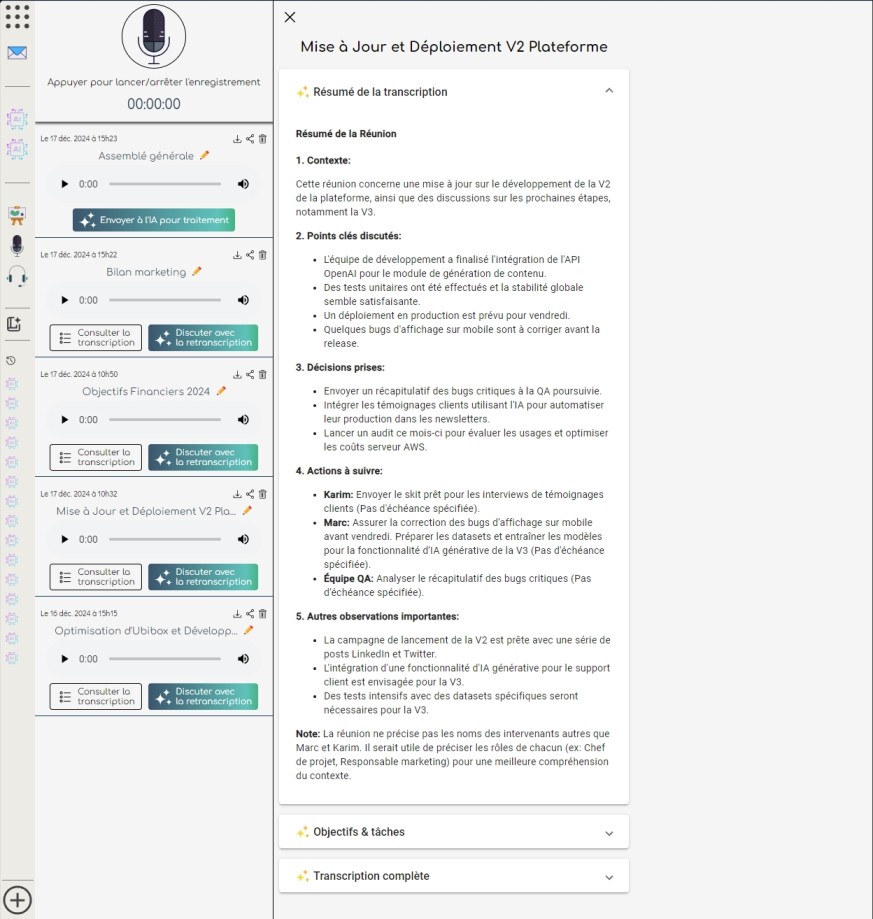 Appuyer pour lancer/arrêter l'enregistrement
00:00:00
Le 17 déc. 2024 à 15h23
Assemblé générale
0:00
Envoyer à l'IA pour traitement
Le 17 déc. 2024 à 15h22
Bilan marketing
0:00
Consulter la
transcription
Discuter avec
la retranscription
Le 17 déc. 2024 à 10h50
Objectifs Financiers 2024
0:00
Consulter la
transcription
Discuter avec
la retranscription
Le 17 déc. 2024 à 10h32
Mise à Jour et Déploiement V2 Pla...
0:00
Consulter la
transcription
Discuter avec
la retranscription
Le 16 déc. 2024 à 15h15
Optimisation d'Ubibox et Développ...
0:00
Consulter la
transcription
Discuter avec
la retranscription
Mise à Jour et Déploiement V2 Plateforme
Résumé de la transcription
Résumé de la Réunion
1. Contexte:
Cette réunion concerne une mise à jour sur le développement de la V2
de la plateforme, ainsi que des discussions sur les prochaines étapes,
notamment la V3.
2. Points clés discutés:
• L'équipe de développement a finalisé l'intégration de l'API
OpenAI pour le module de génération de contenu.
• Des tests unitaires ont été effectués et la stabilité globale
semble satisfaisante.
• Un déploiement en production est prévu pour vendredi.
• Quelques bugs d'affichage sur mobile sont à corriger avant la
release.
3. Décisions prises:
• Envoyer un récapitulatif des bugs critiques à la QA poursuivie.
• Intégrer les témoignages clients utilisant l'IA pour automatiser
leur production dans les newsletters.
• Lancer un audit ce mois-ci pour évaluer les usages et optimiser
les coûts serveur AWS.
4. Actions à suivre:
• Karim: Envoyer le skit prêt pour les interviews de témoignages
clients (Pas d'échéance spécifiée).
• Marc: Assurer la correction des bugs d'affichage sur mobile
avant vendredi. Préparer les datasets et entraîner les modèles
pour la fonctionnalité d'IA générative de la V3 (Pas d'échéance
spécifiée).
• Équipe QA: Analyser le récapitulatif des bugs critiques (Pas
d'échéance spécifiée).
5. Autres observations importantes:
• La campagne de lancement de la V2 est prête avec une série de
posts LinkedIn et Twitter.
• L'intégration d'une fonctionnalité d'IA générative pour le support
client est envisagée pour la V3.
• Des tests intensifs avec des datasets spécifiques seront
nécessaires pour la V3.
Note: La réunion ne précise pas les noms des intervenants autres que
Marc et Karim. Il serait utile de préciser les rôles de chacun (ex: Chef
de projet, Responsable marketing) pour une meilleure compréhension
du contexte.
Objectifs & tâches
Transcription complète